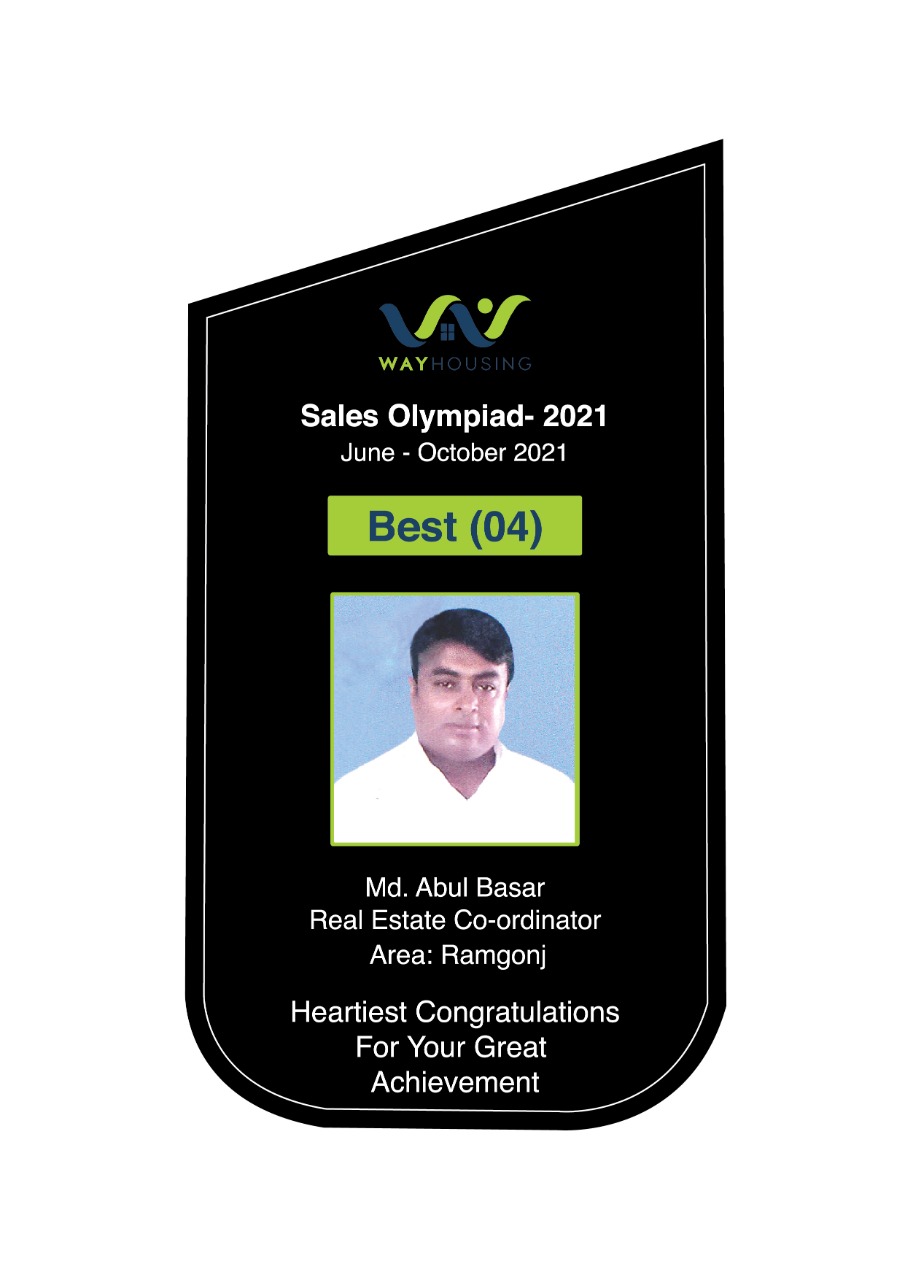 WAYHOUSING
Sales Olympiad- 2021
June - October 2021
Best (04)
Md. Abul Basar
Real Estate Co-ordinator
Area: Ramgonj
Heartiest Congratulations
For Your Great
Achievement